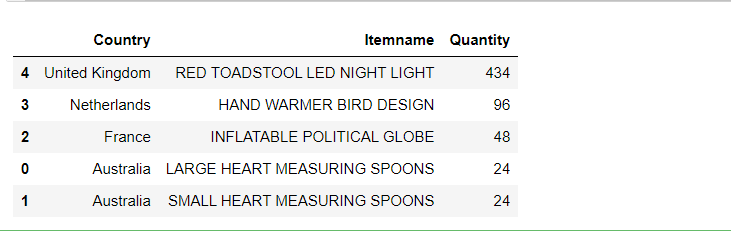 Country Itemname Quantity
4 United Kingdom RED TOADSTOOL LED NIGHT LIGHT 434
3 Netherlands HAND WARMER BIRD DESIGN 96
2 France INFLATABLE POLITICAL GLOBE 48
0 Australia LARGE HEART MEASURING SPOONS 24
1 Australia SMALL HEART MEASURING SPOONS 24